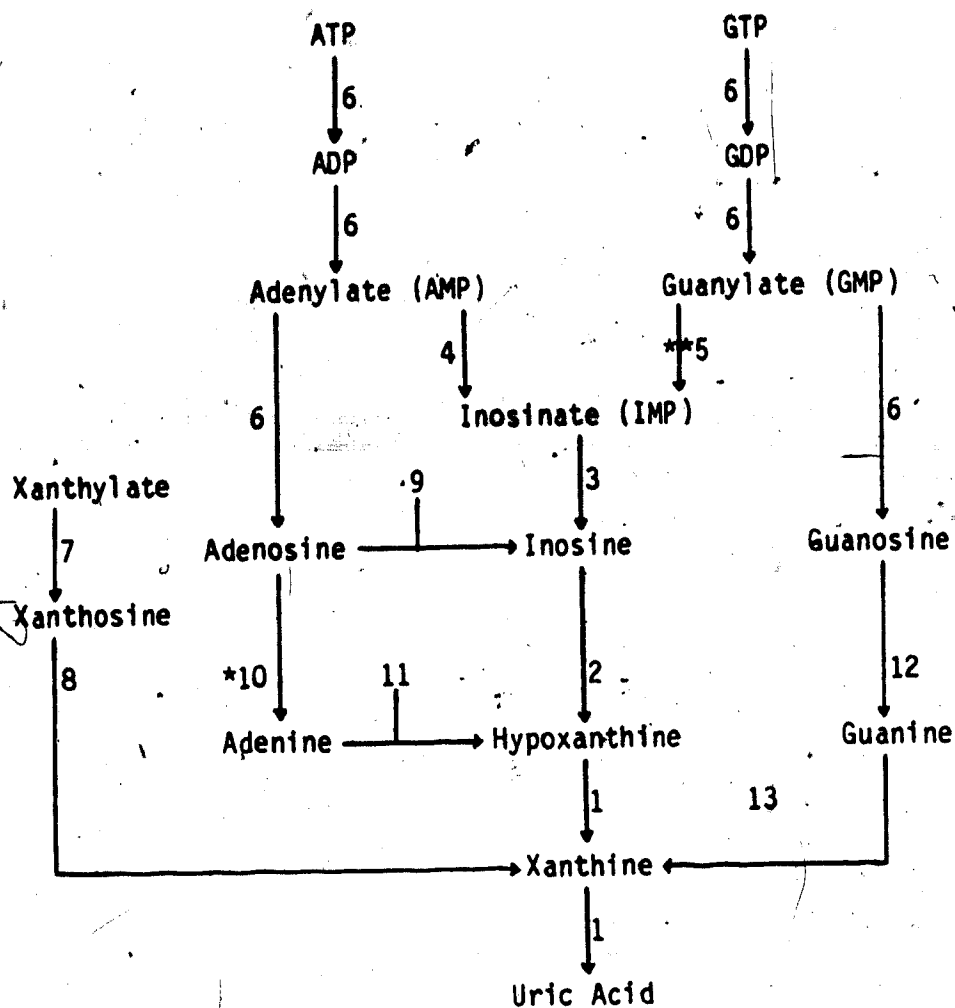 ATP GTP
6 6
ADP GDP
6 6
Adenylate (AMP) Guanylate (GMP)
4 **5
6 Inosinate (IMP) 6
Xanthylate 9 3
7 Adenosine Inosine Guanosine
Xanthosine
8 *10 11 2 12
Adenine Hypoxanthine Guanine
1 13
Xanthine
1
Uric Acid